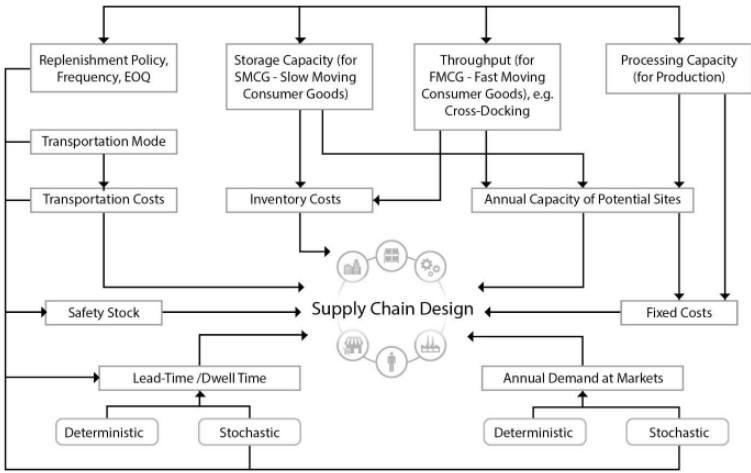 Replenishment Policy,
Frequency, EOQ
Storage Capacity (for
SMCG - Slow Moving
Consumer Goods)
Throughput (for
FMCG - Fast Moving
Consumer Goods), e.g.
Cross-Docking
Processing Capacity
(for Production)
Transportation Mode
Transportation Costs
Inventory Costs
Annual Capacity of Potential Sites
Supply Chain Design
Safety Stock
Fixed Costs
Lead-Time /Dwell Time
Annual Demand at Markets
Deterministic
Stochastic
Deterministic
Stochastic